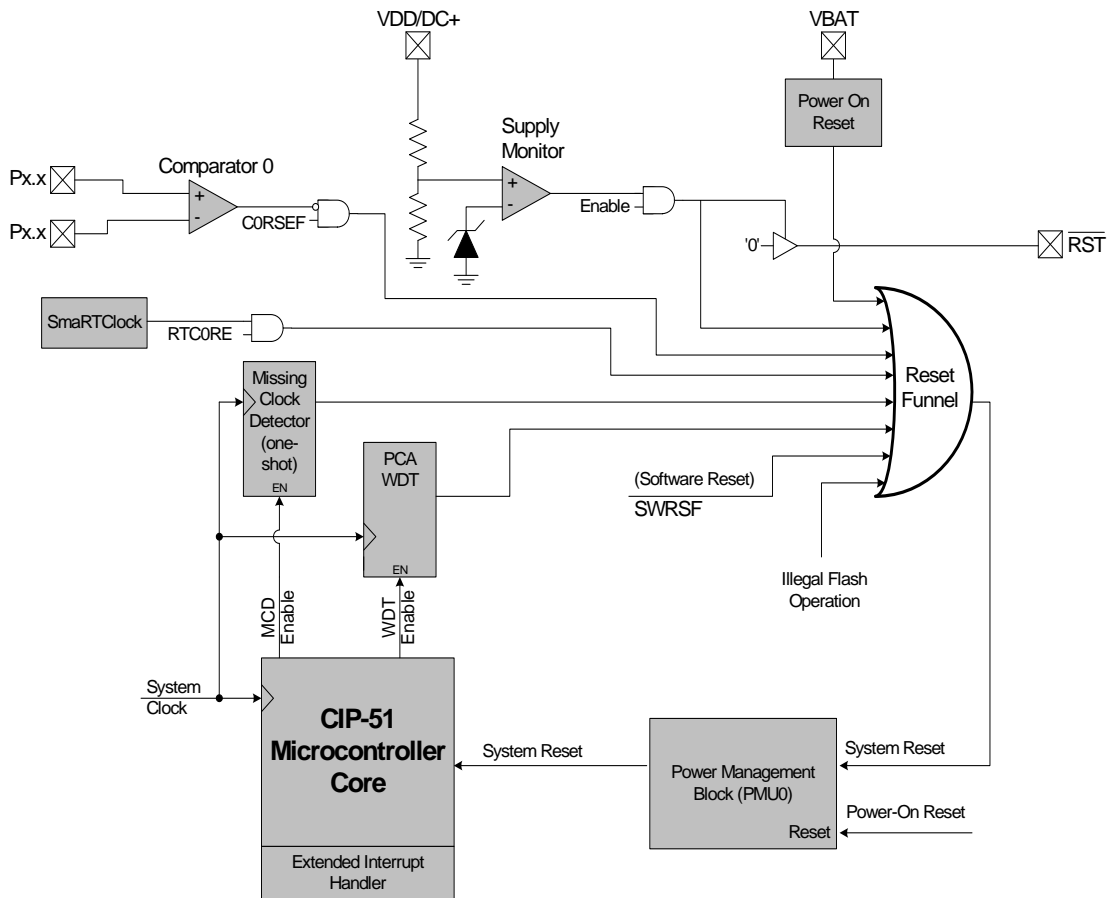 VDD/DC+
VBAT
Power On
Reset
Supply
Monitor
Comparator 0
Px.x
+
-
Px.x
C0RSEF
+
-
Enable
'0'
RST
SmaRTClock
RTC0RE
Missing
Clock
Detector
(one-
shot)
EN
PCA
WDT
EN
Reset
Funnel
(Software Reset)
SWRSF
Illegal Flash
Operation
MCD
Enable
WDT
Enable
System
Clock
CIP-51
Microcontroller
Core
Extended Interrupt
Handler
System Reset
Power Management
Block (PMU0)
Reset
System Reset
Power-On Reset